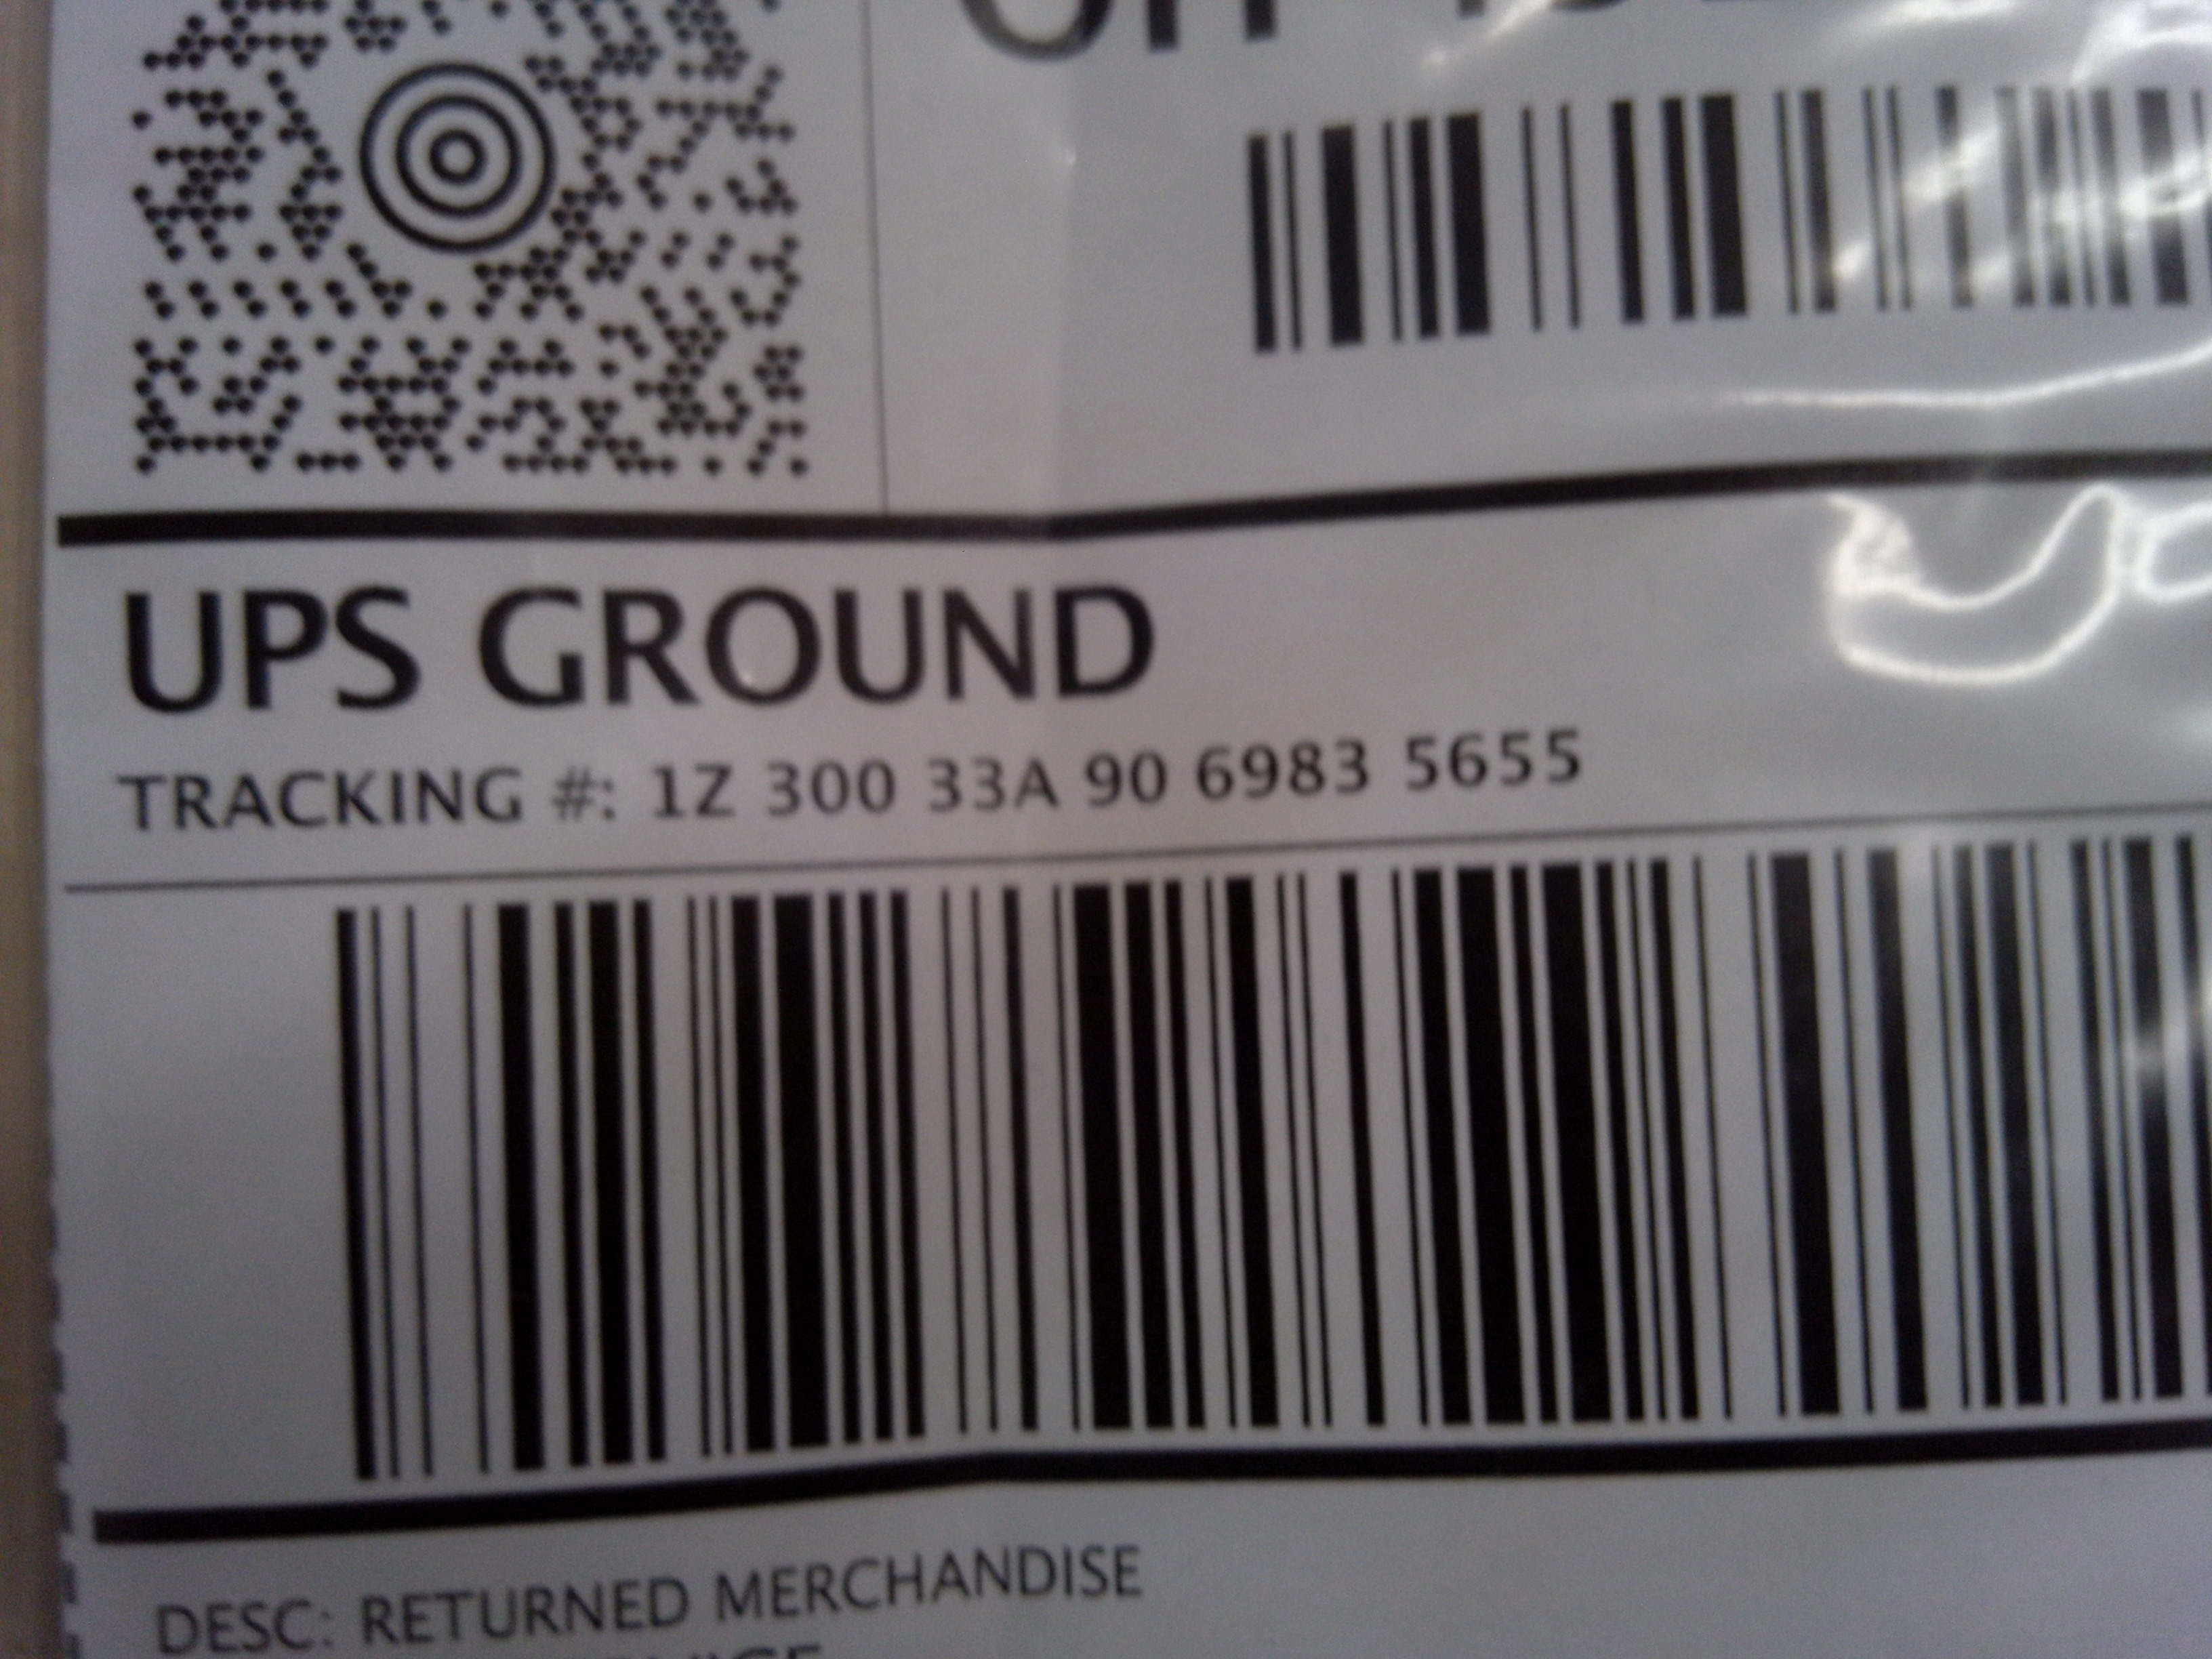 UPS GROUND
TRACKING #: 1Z 300 33A 90 6983 5655
DESC: RETURNED MERCHANDISE